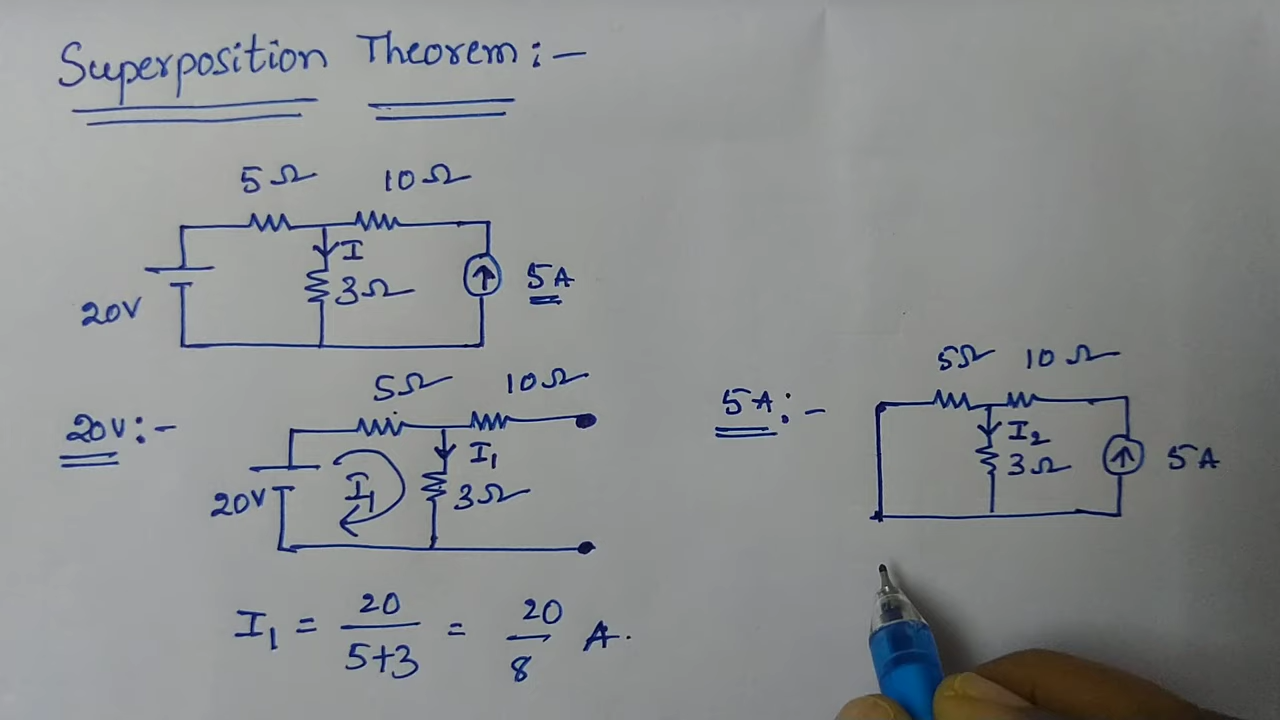 Superposition Theorem:-
5Ω 10Ω
I
3Ω
5A
20V
5Ω 10Ω
20V:-
I₁
I₁
3Ω
20V
I₁ = 20/(5+3) = 20/8 A.
5A:-
5Ω 10Ω
I₂
3Ω
5A